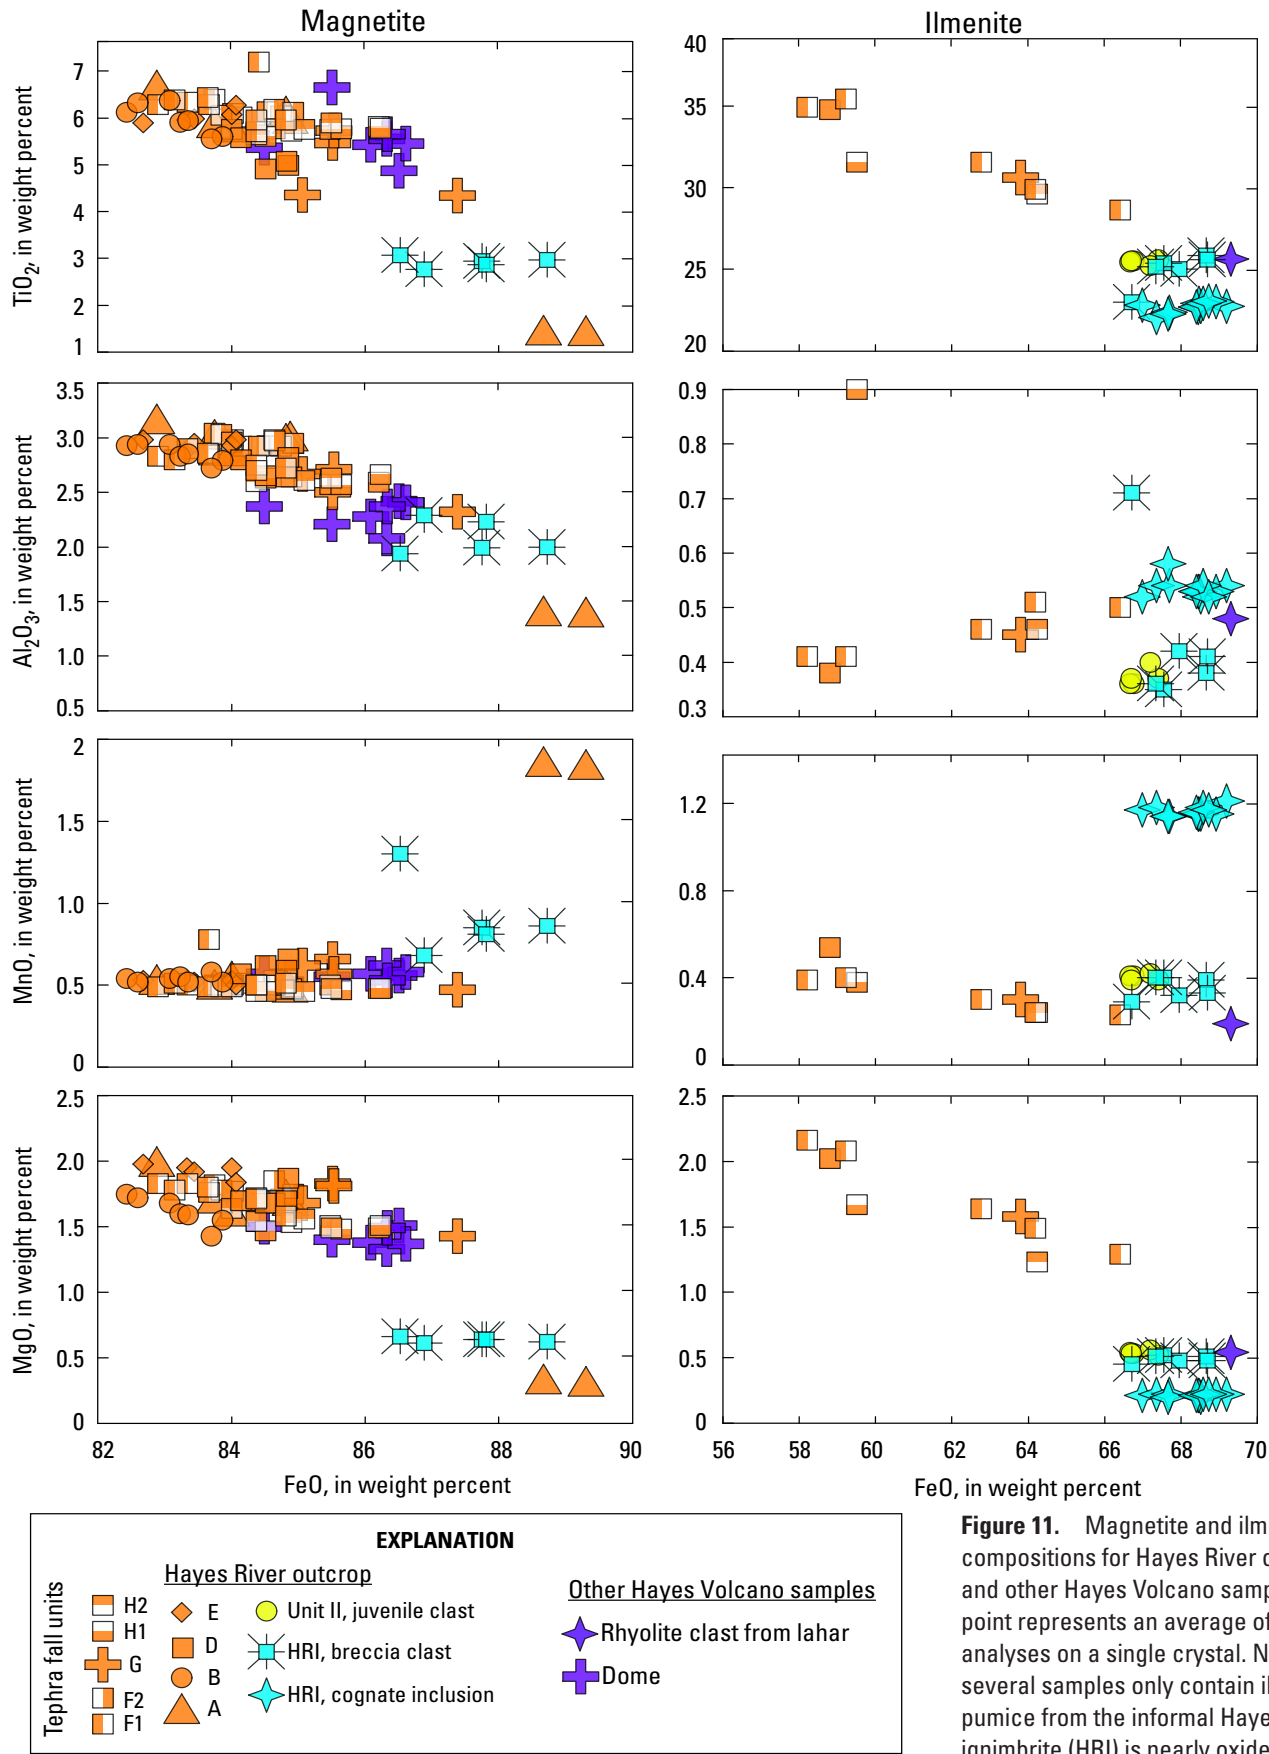 Magnetite
Ilmenite
TiO2, in weight percent
7
6
5
4
3
2
1
40
35
30
25
20
Al2O3, in weight percent
3.5
3.0
2.5
2.0
1.5
1.0
0.5
0.9
0.8
0.7
0.6
0.5
0.4
0.3
MnO, in weight percent
2
1.5
1.0
0.5
0
1.2
0.8
0.4
0
MgO, in weight percent
2.5
2.0
1.5
1.0
0.5
0
2.5
2.0
1.5
1.0
0.5
0
82 84 86 88 90
56 58 60 62 64 66 68 70
FeO, in weight percent
FeO, in weight percent
EXPLANATION
Tephra fall units
Hayes River outcrop
H2
H1
G
F2
F1
E
D
B
A
Unit II, juvenile clast
HRI, breccia clast
HRI, cognate inclusion
Other Hayes Volcano samples
Rhyolite clast from lahar
Dome
Figure 11. Magnetite and ilm
compositions for Hayes River o
and other Hayes Volcano samp
point represents an average of
analyses on a single crystal. N
several samples only contain il
pumice from the informal Haye
ignimbrite (HRI) is nearly oxide